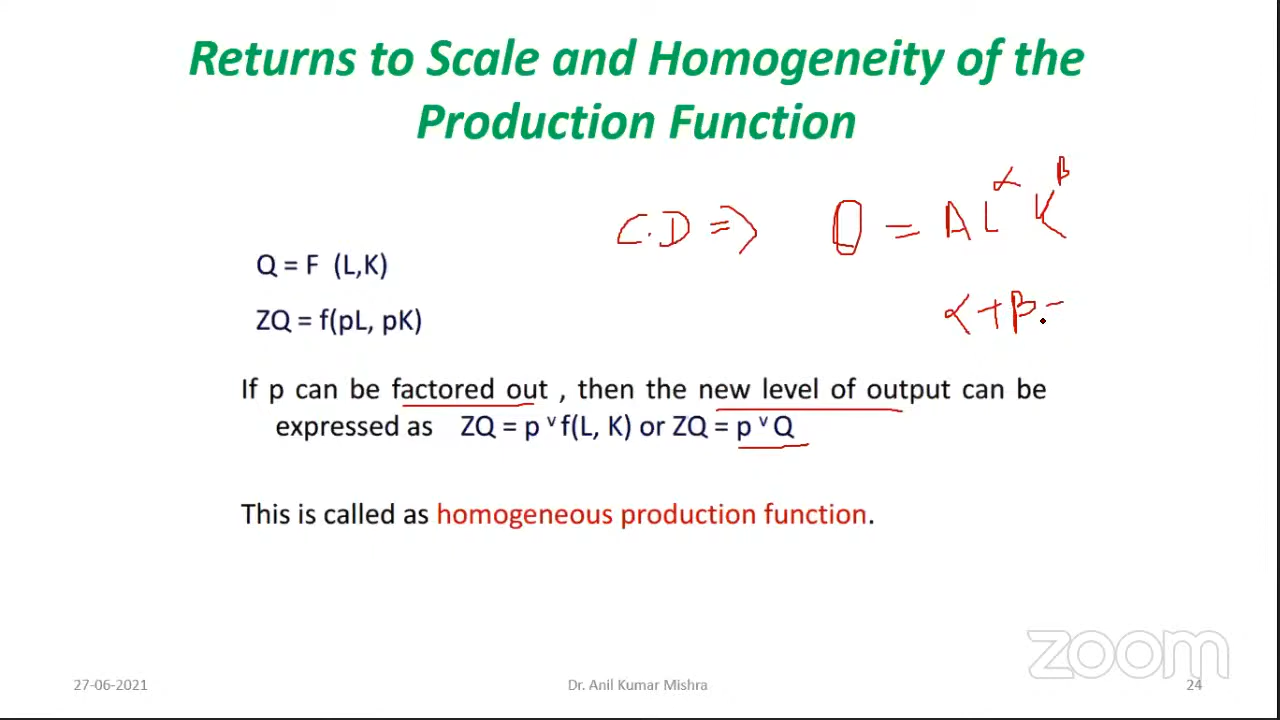 Returns to Scale and Homogeneity of the
Production Function
C.D ⇒ Q = A L^α K^β
Q = F (L,K)
α + β =
ZQ = f(pL, pK)
If p can be factored out , then the new level of output can be
expressed as ZQ = p ᵛ f(L, K) or ZQ = p ᵛ Q
This is called as homogeneous production function.
zoom
27-06-2021 Dr. Anil Kumar Mishra 24